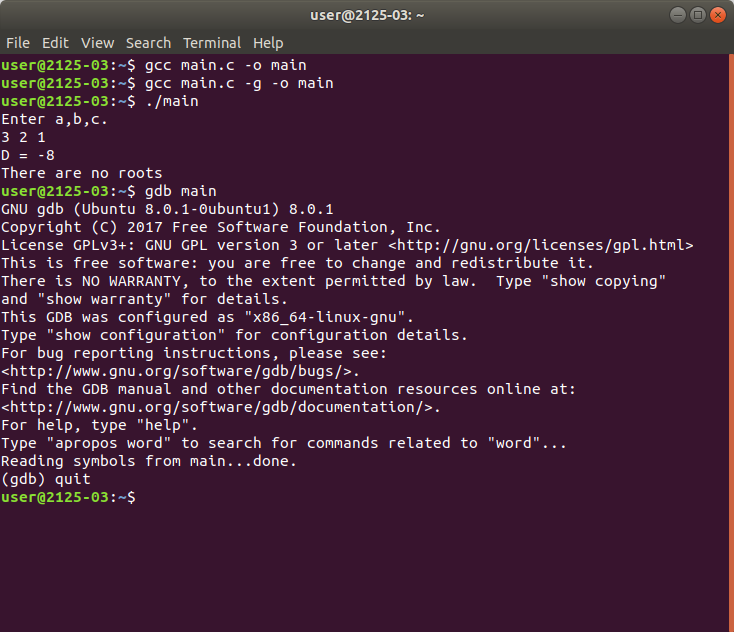 user@2125-03: ~
File Edit View Search Terminal Help
user@2125-03:~$ gcc main.c -o main
user@2125-03:~$ gcc main.c -g -o main
user@2125-03:~$ ./main
Enter a,b,c.
3 2 1
D = -8
There are no roots
user@2125-03:~$ gdb main
GNU gdb (Ubuntu 8.0.1-0ubuntu1) 8.0.1
Copyright (C) 2017 Free Software Foundation, Inc.
License GPLv3+: GNU GPL version 3 or later <http://gnu.org/licenses/gpl.html>
This is free software: you are free to change and redistribute it.
There is NO WARRANTY, to the extent permitted by law.  Type "show copying"
and "show warranty" for details.
This GDB was configured as "x86_64-linux-gnu".
Type "show configuration" for configuration details.
For bug reporting instructions, please see:
<http://www.gnu.org/software/gdb/bugs/>.
Find the GDB manual and other documentation resources online at:
<http://www.gnu.org/software/gdb/documentation/>.
For help, type "help".
Type "apropos word" to search for commands related to "word"...
Reading symbols from main...done.
(gdb) quit
user@2125-03:~$